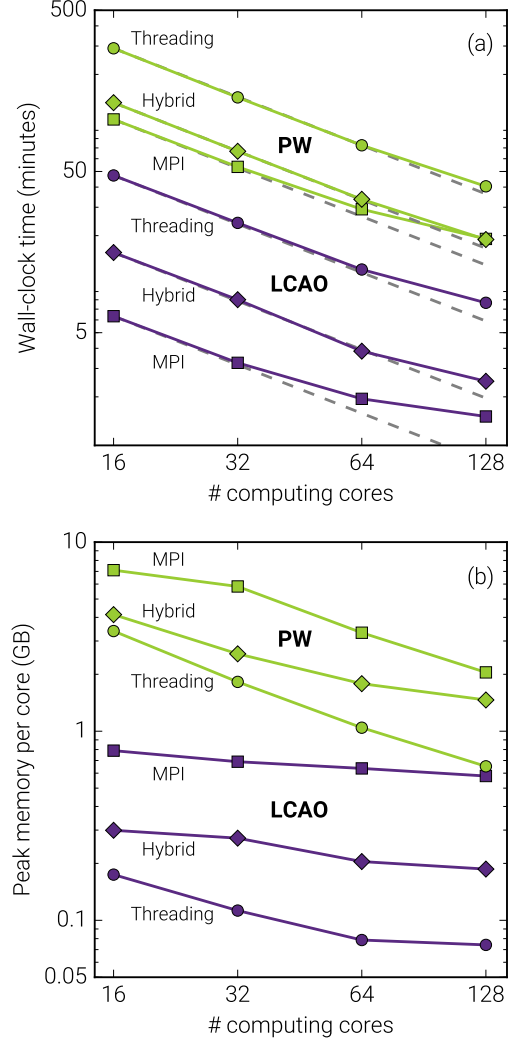 500
Threading
(a)
Hybrid
PW
50
MPI
Threading
LCAO
Hybrid
5
MPI
Wall-clock time (minutes)
16 32 64 128
# computing cores
10
MPI
(b)
Hybrid
PW
Threading
1
MPI
LCAO
Hybrid
Threading
0.1
0.05
Peak memory per core (GB)
16 32 64 128
# computing cores